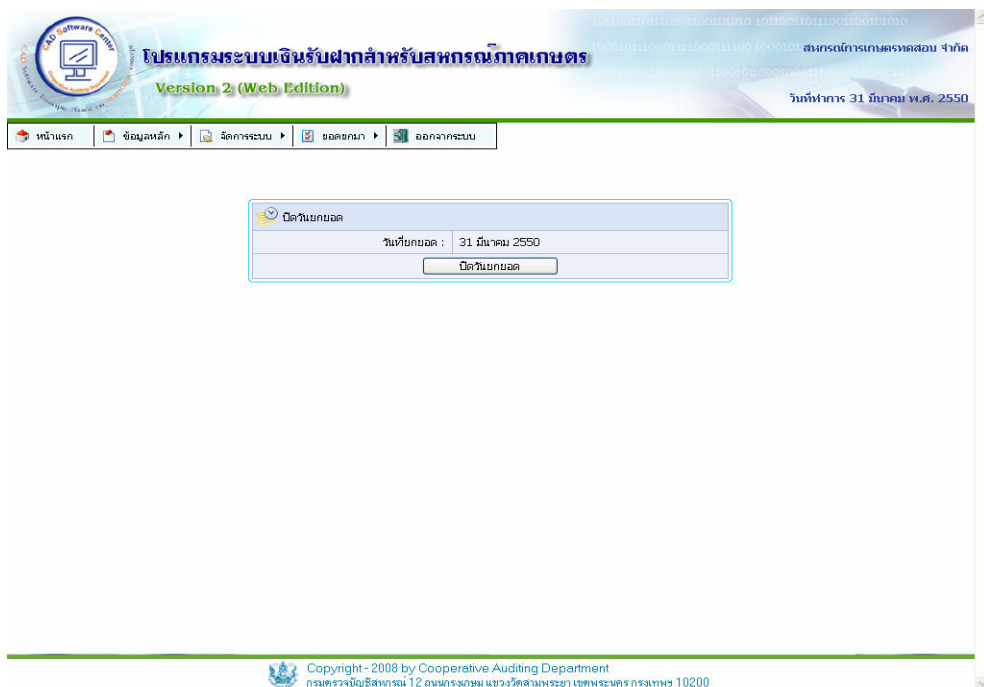 CAD Software Center
โปรแกรมระบบเงินรับฝากสำหรับสหกรณ์ภาคเกษตร
Version 2 (Web Edition)
สหกรณ์การเกษตรทดสอบ จำกัด
วันที่ทำการ 31 มีนาคม พ.ศ. 2550
หน้าแรก ข้อมูลหลัก จัดการระบบ ยอดยกมา ออกจากระบบ
ปิดวันยกยอด
วันที่ยกยอด : 31 มีนาคม 2550
ปิดวันยกยอด
Copyright - 2008 by Cooperative Auditing Department
กรมตรวจบัญชีสหกรณ์ 12 ถนนกรุงเกษม แขวงวัดสามพระยา เขตพระนคร กรุงเทพฯ 10200